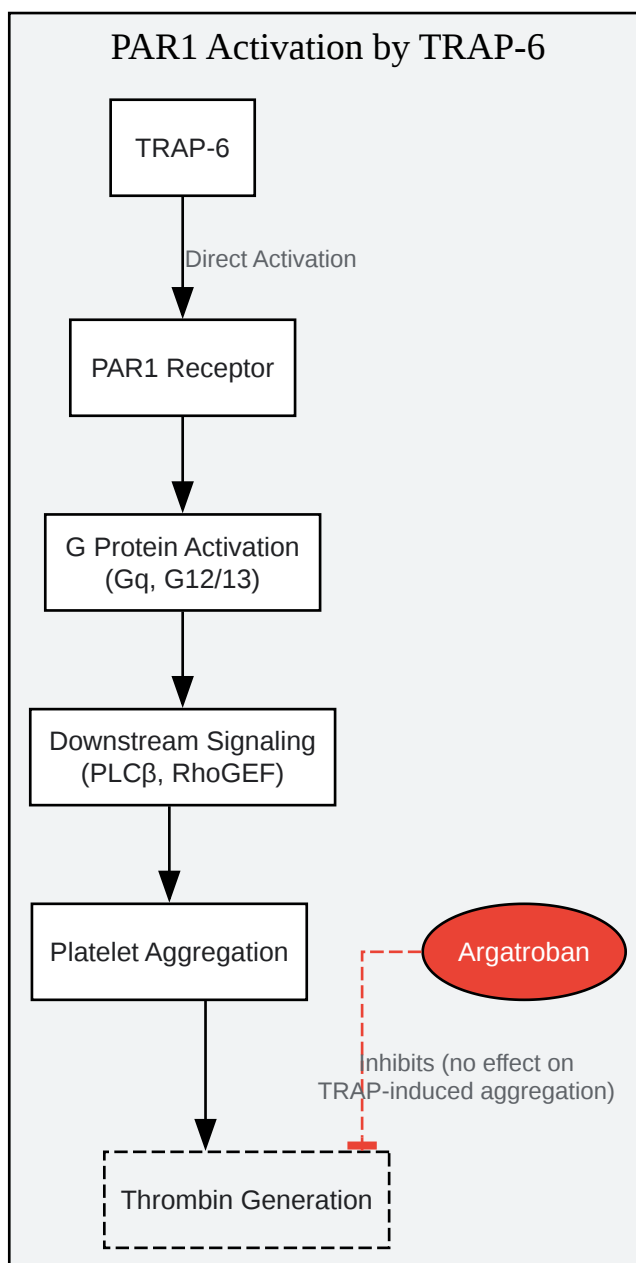 PAR1 Activation by TRAP-6
TRAP-6
Direct Activation
PAR1 Receptor
G Protein Activation
(Gq, G12/13)
Downstream Signaling
(PLCβ, RhoGEF)
Platelet Aggregation
Argatroban
Inhibits (no effect on
TRAP-induced aggregation)
Thrombin Generation